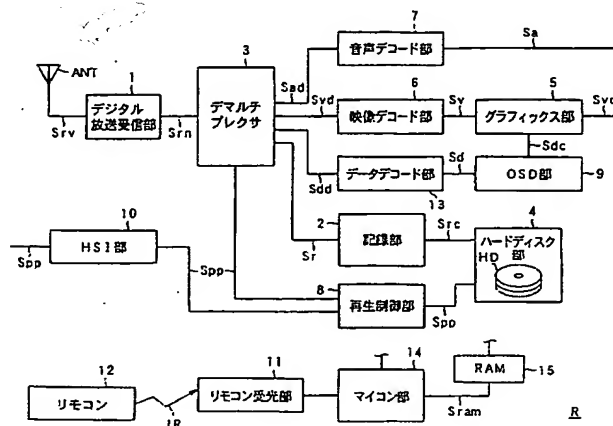 7
音声デコード部
Sa
3
ANT
1
デジタル
放送受信部
Srv
Srn
デマルチ
プレクサ
Sad
Svd
6
映像デコード部
Sv
5
グラフィックス部
Svc
Sdc
Sdd
データデコード部
13
Sd
OSD部
9
10
HSI部
Spp
Spp
2
記録部
Sr
Src
4
ハードディスク
部
HD
8
再生制御部
Spp
12
リモコン
IR
11
リモコン受光部
14
マイコン部
Sram
RAM
15
R